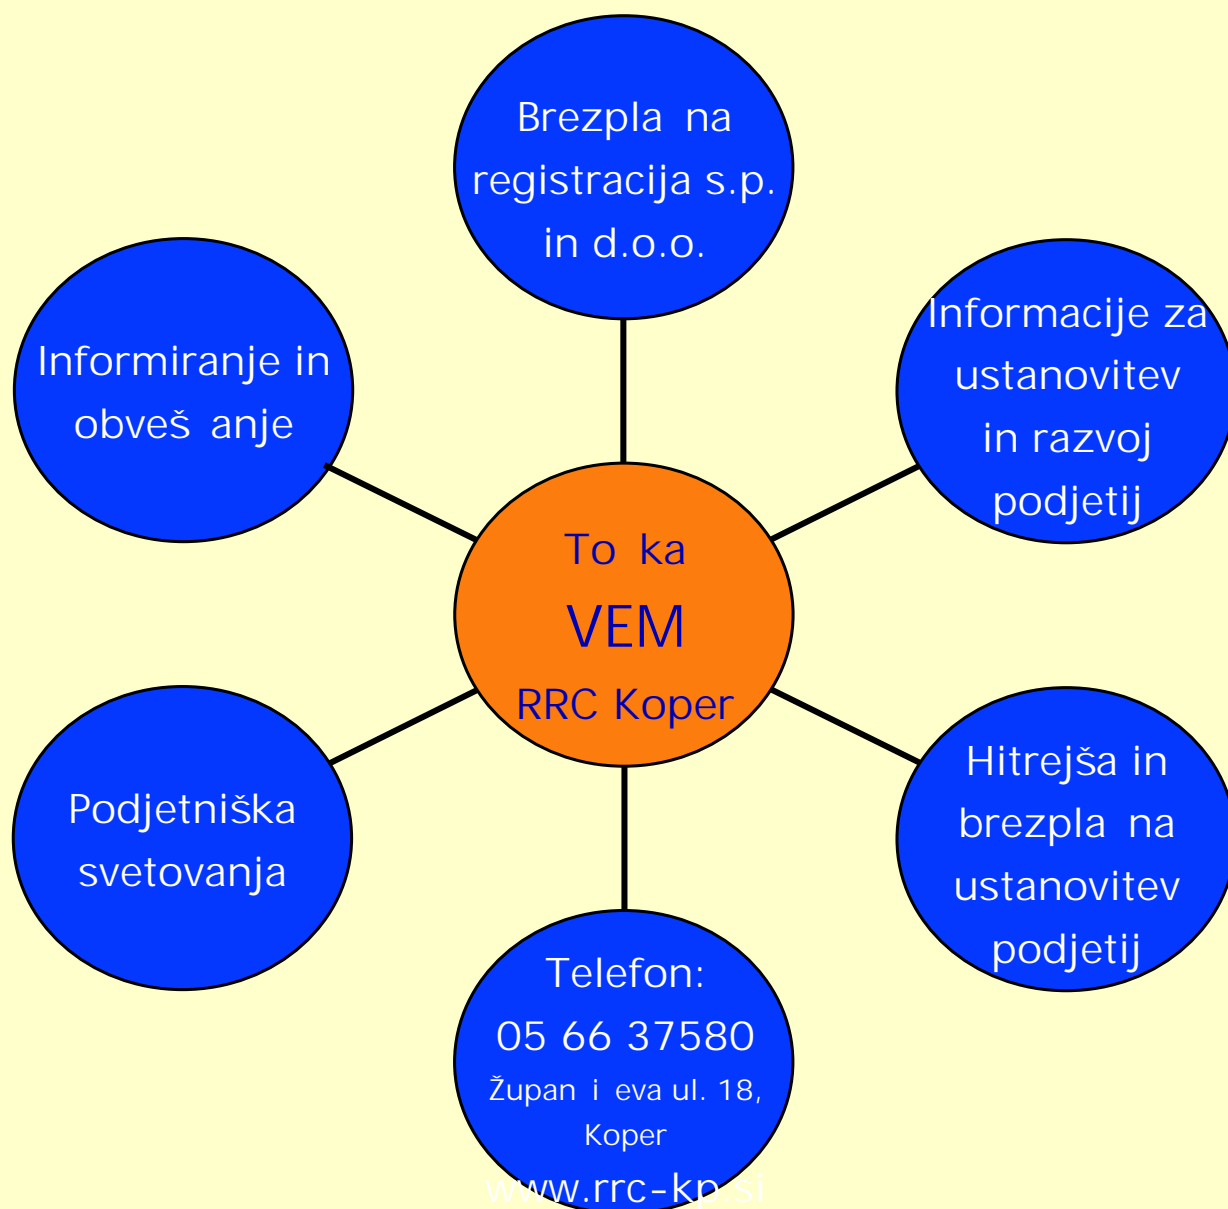 Brezpla na
registracija s.p.
in d.o.o.
Informacije za
ustanovitev
in razvoj
podjetij
Hitrejša in
brezpla na
ustanovitev
podjetij
Telefon:
05 66 37580
Župan i eva ul. 18,
Koper
www.rrc-kp.si
Podjetniška
svetovanja
Informiranje in
obveš anje
To ka
VEM
RRC Koper